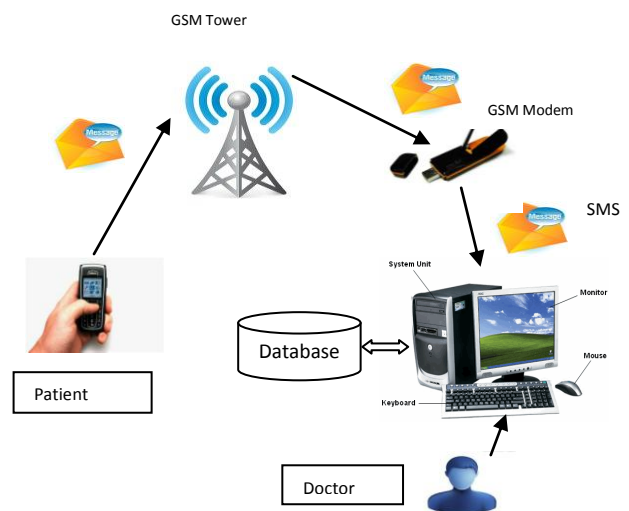 GSM Tower
Message
Message
GSM Modem
Message
SMS
System Unit
Monitor
Database
Mouse
Keyboard
Patient
Doctor